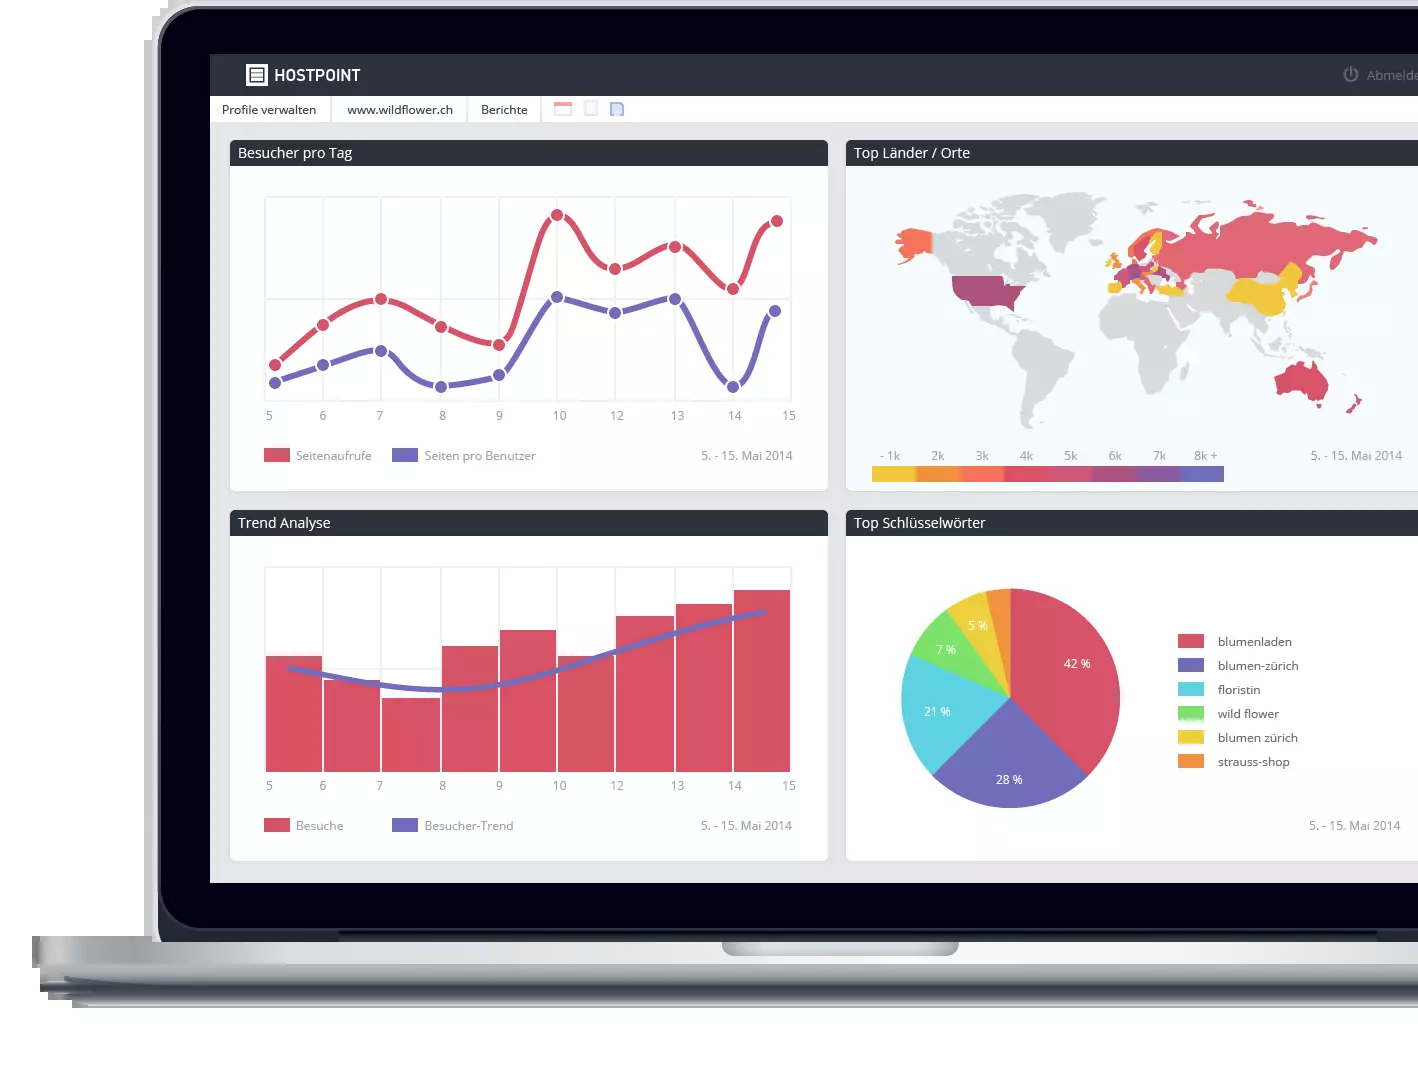 HOSTPOINT
Profile verwalten
www.wildflower.ch
Berichte
Besucher pro Tag
5 6 7 8 9 10 12 13 14 15
Seitenaufrufe Seiten pro Benutzer 5. - 15. Mai 2014
Top Länder / Orte
- 1k 2k 3k 4k 5k 6k 7k 8k +
5. - 15. Mai 2014
Trend Analyse
5 6 7 8 9 10 12 13 14 15
Besuche Besucher-Trend 5. - 15. Mai 2014
Top Schlüsselwörter
42 %
28 %
21 %
7 %
5 %
blumenladen
blumen-zürich
floristin
wild flower
blumen zürich
strauss-shop
5. - 15. Mai 2014